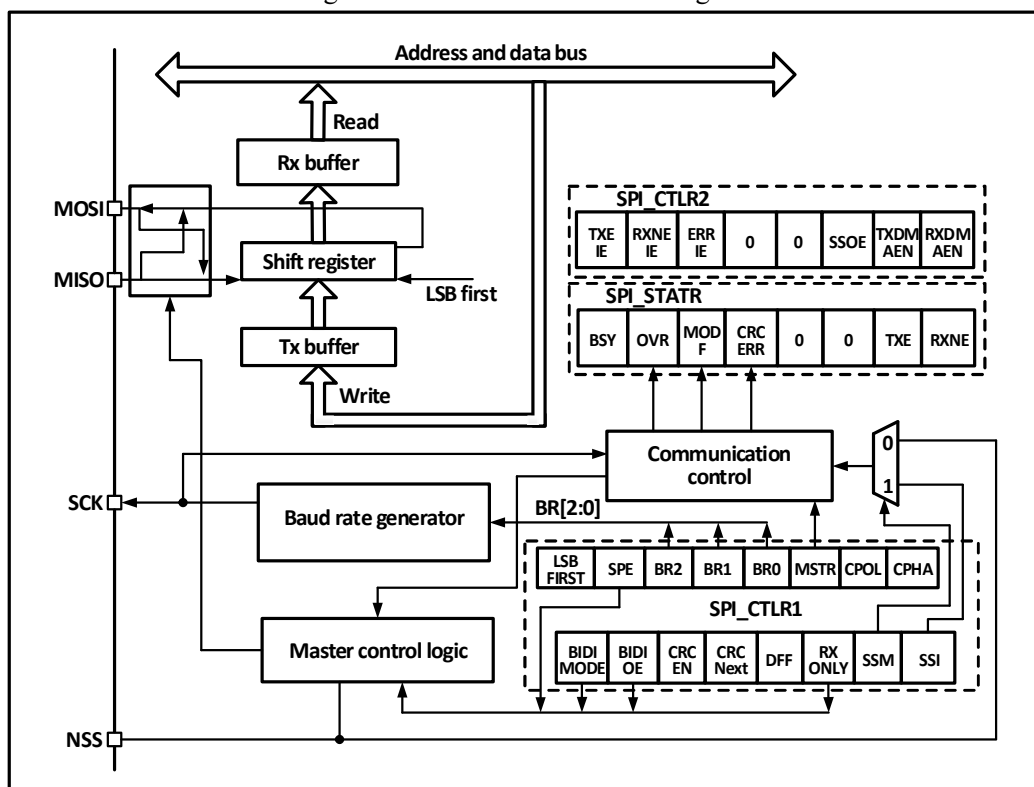 Address and data bus
Read
Rx buffer
MOSI
MISO
Shift register
LSB first
Tx buffer
Write
SPI_CTLR2
TXE
IE
RXNE
IE
ERR
IE
0
0
SSOE
TXDM
AEN
RXDM
AEN
SPI_STATR
BSY
OVR
MOD
F
CRC
ERR
0
0
TXE
RXNE
Communication
control
0
1
SCK
Baud rate generator
BR[2:0]
LSB
FIRST
SPE
BR2
BR1
BR0
MSTR
CPOL
CPHA
SPI_CTLR1
Master control logic
BIDI
MODE
BIDI
OE
CRC
EN
CRC
Next
DFF
RX
ONLY
SSM
SSI
NSS